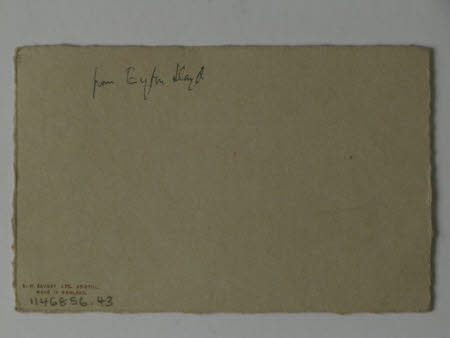 from Eyton Lloyd
E. W. SAVORY LTD. BRISTOL.
MADE IN ENGLAND.
1146856.43